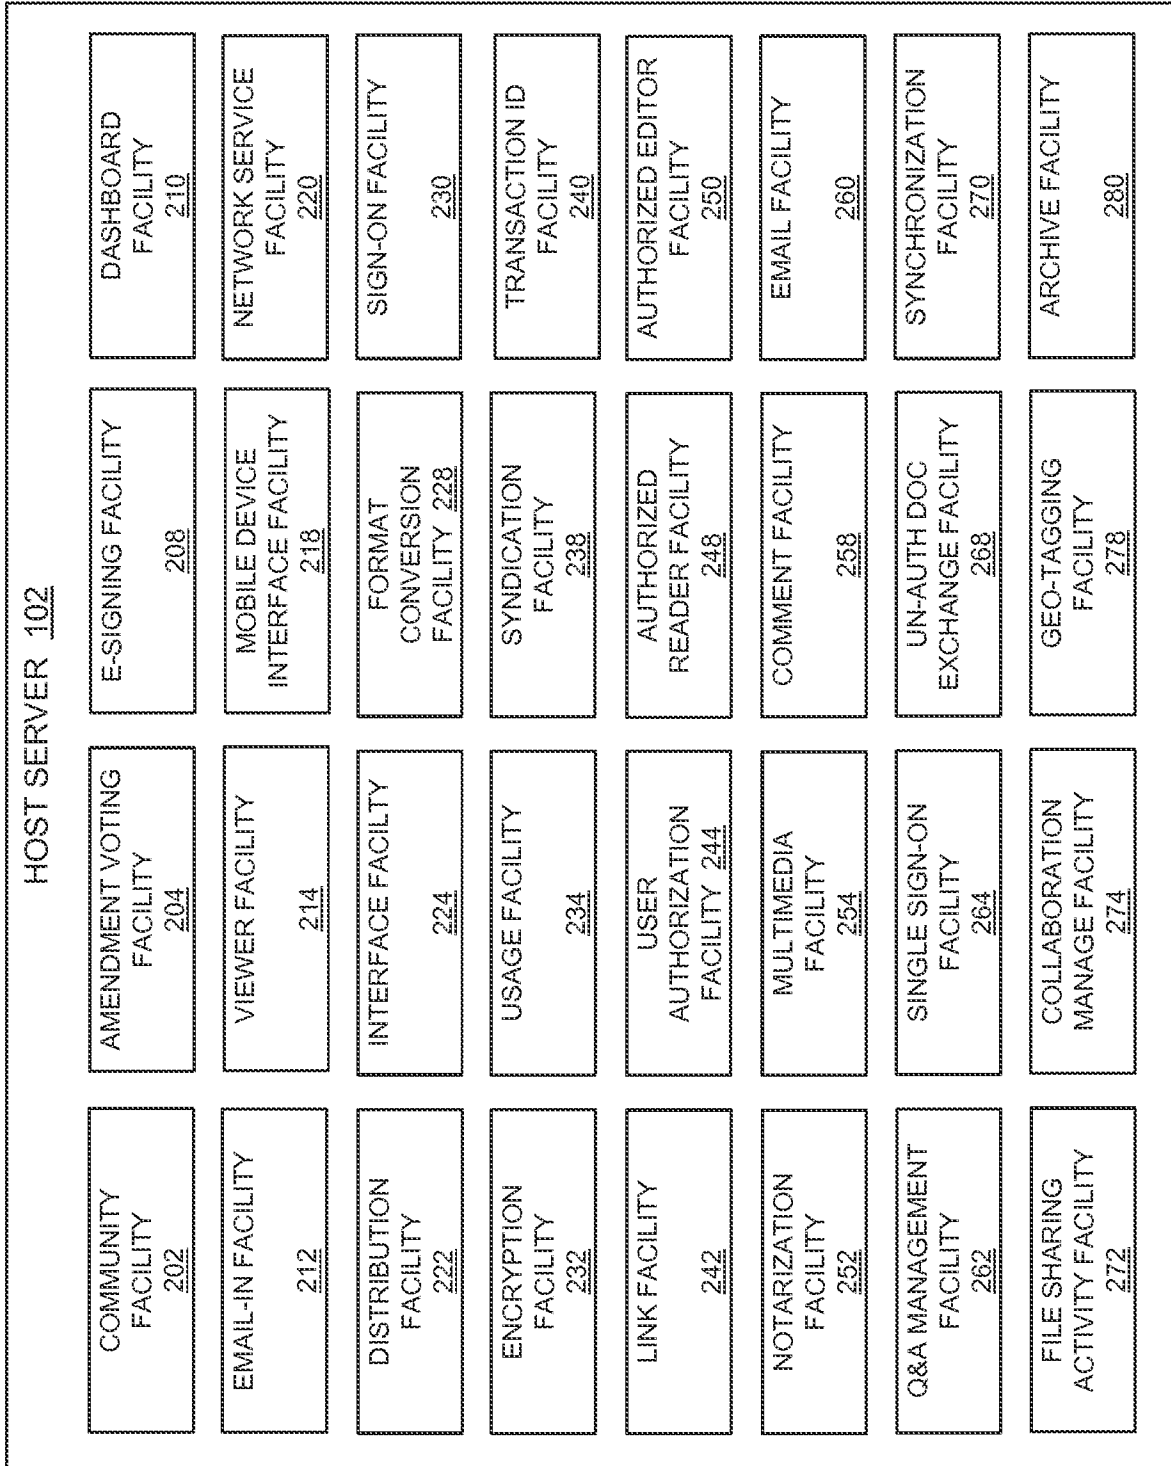 HOST SERVER 102
COMMUNITY
FACILITY
202
AMENDMENT VOTING
FACILITY
204
E-SIGNING FACILITY
208
DASHBOARD
FACILITY
210
EMAIL-IN FACILITY
212
VIEWER FACILITY
214
MOBILE DEVICE
INTERFACE FACILITY
218
NETWORK SERVICE
FACILITY
220
DISTRIBUTION
FACILITY
222
INTERFACE FACILITY
224
FORMAT
CONVERSION
FACILITY 228
SIGN-ON FACILITY
230
ENCRYPTION
FACILITY
232
USAGE FACILITY
234
SYNDICATION
FACILITY
238
TRANSACTION ID
FACILITY
240
LINK FACILITY
242
USER
AUTHORIZATION
FACILITY 244
AUTHORIZED
READER FACILITY
248
AUTHORIZED EDITOR
FACILITY
250
NOTARIZATION
FACILITY
252
MULTIMEDIA
FACILITY
254
COMMENT FACILITY
258
EMAIL FACILITY
260
Q&A MANAGEMENT
FACILITY
262
SINGLE SIGN-ON
FACILITY
264
UN-AUTH DOC
EXCHANGE FACILITY
268
SYNCHRONIZATION
FACILITY
270
FILE SHARING
ACTIVITY FACILITY
272
COLLABORATION
MANAGE FACILITY
274
GEO-TAGGING
FACILITY
278
ARCHIVE FACILITY
280